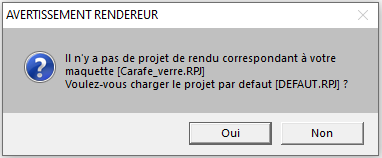 AVERTISSEMENT RENDEREUR
Il n'y a pas de projet de rendu correspondant à votre
maquette [Carafe_verre.RPJ]
Voulez-vous charger le projet par defaut [DEFAUT.RPJ] ?
Oui
Non